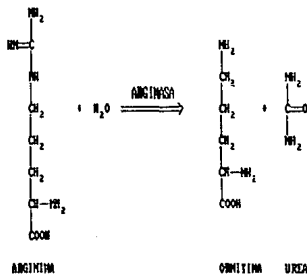 NH₂
HN=C NH₂
NH CH₂ NH₂
ARGINASA
CH₂ + H₂O CH₂ + C=O
CH₂ CH₂ NH₂
CH₂ CH-NH₂
CH-NH₂ COOH
COOH
ARGININA ORNITINA UREA